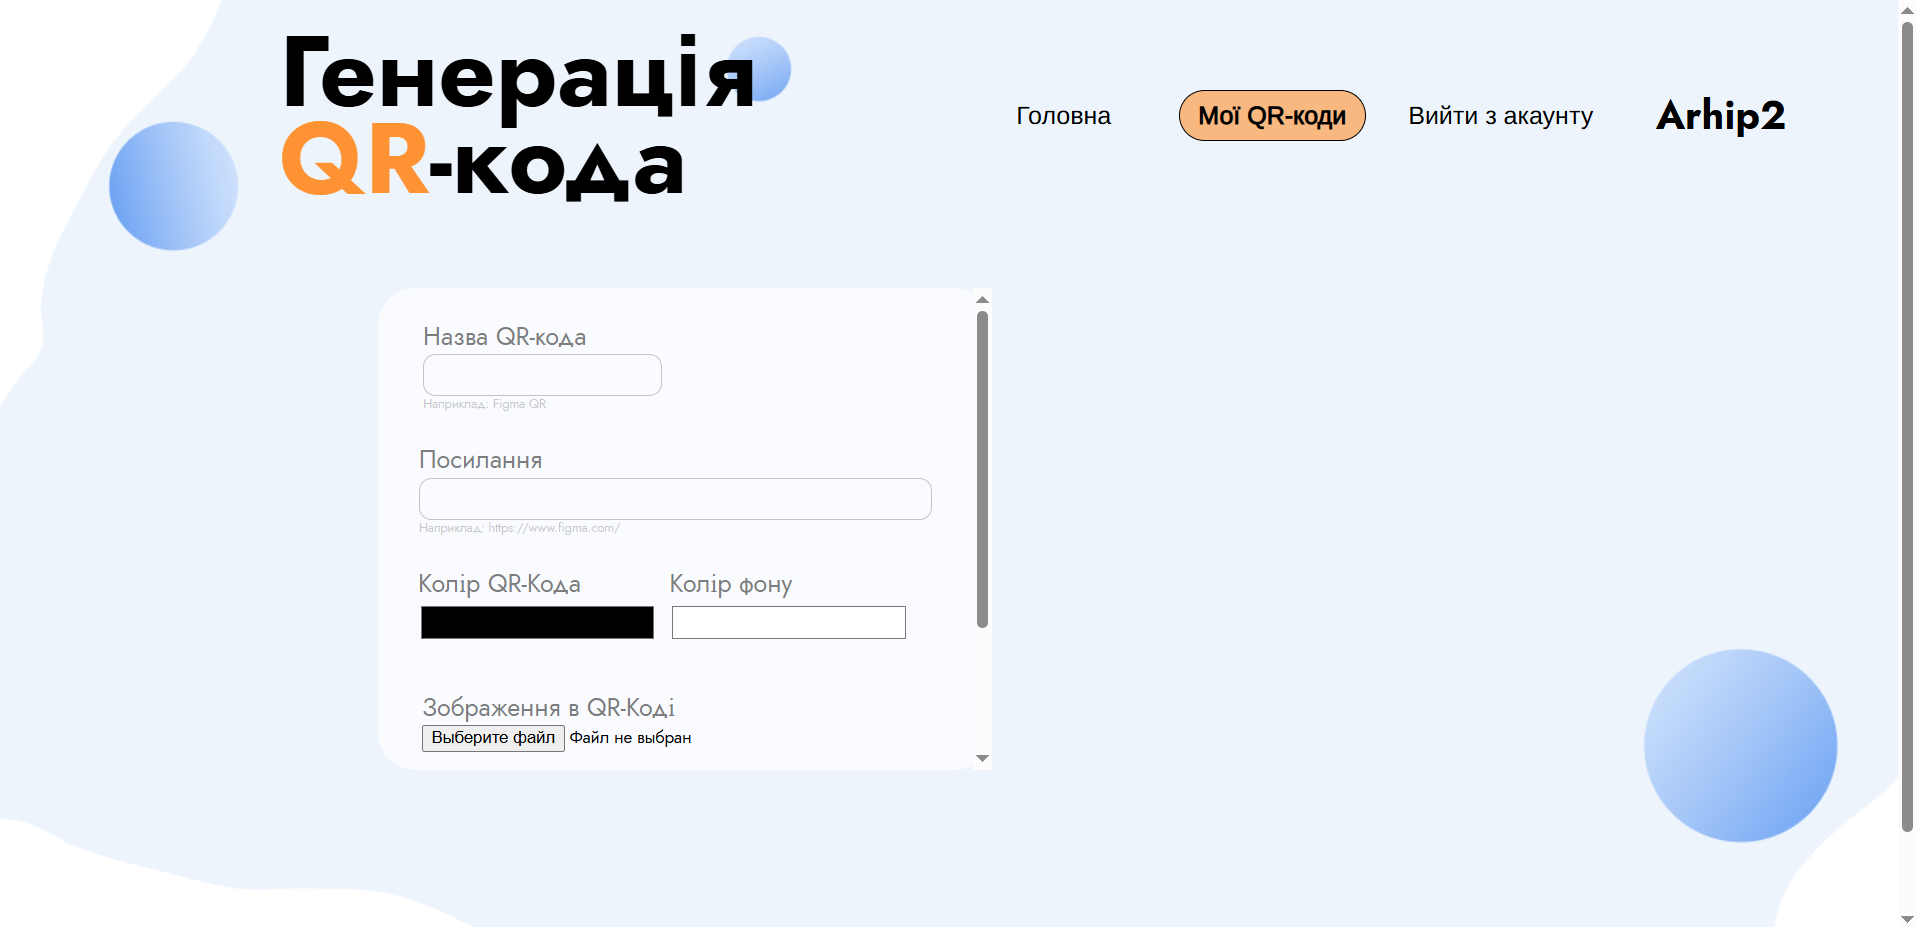 Генерація
QR-кода
Головна
Мої QR-коди
Вийти з акаунту
Arhip2
Назва QR-кода
Наприклад: Figma QR
Посилання
Наприклад: https://www.figma.com/
Колір QR-Кода
Колір фону
Зображення в QR-Коді
Выберите файл Файл не выбран